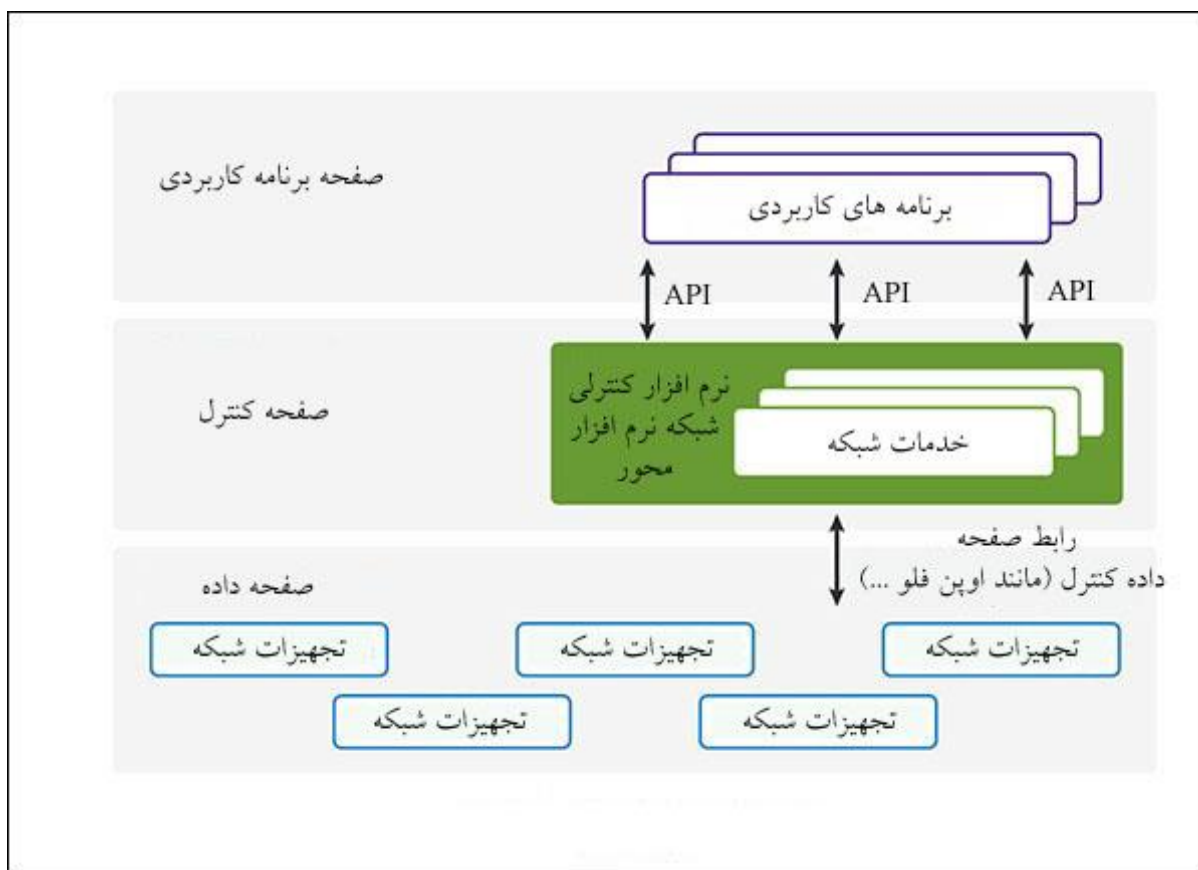 صفحه برنامه کاربردی
برنامه های کاربردی
API
API
API
صفحه کنترل
نرم افزار کنترلی
شبکه نرم افزار
محور
خدمات شبکه
رابط صفحه
داده کنترل (مانند اوپن فلو ...)
صفحه داده
تجهیزات شبکه
تجهیزات شبکه
تجهیزات شبکه
تجهیزات شبکه
تجهیزات شبکه